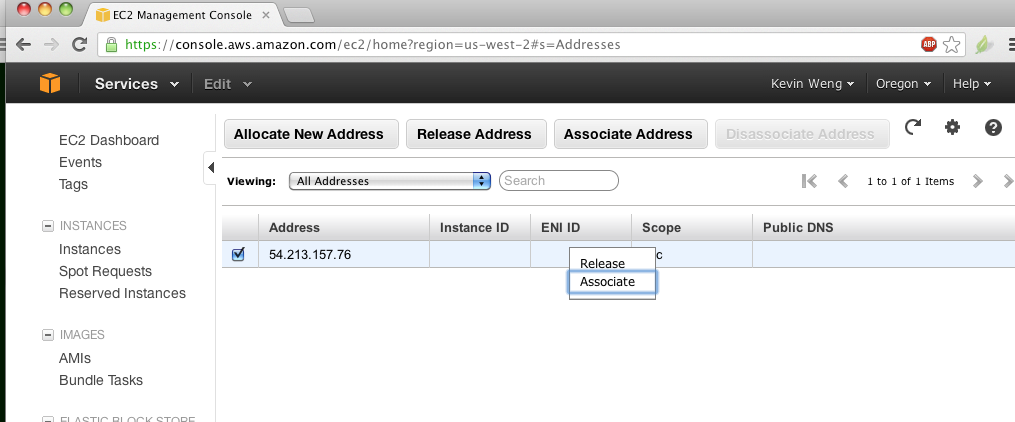 EC2 Management Console
https://console.aws.amazon.com/ec2/home?region=us-west-2#s=Addresses
ABP
Services Edit Kevin Weng Oregon Help
EC2 Dashboard
Events
Tags
INSTANCES
Instances
Spot Requests
Reserved Instances
IMAGES
AMIs
Bundle Tasks
ELASTIC BLOCK STORE
Allocate New Address Release Address Associate Address Disassociate Address
Viewing: All Addresses Search 1 to 1 of 1 Items
Address Instance ID ENI ID Scope Public DNS
54.213.157.76
Release
Associate